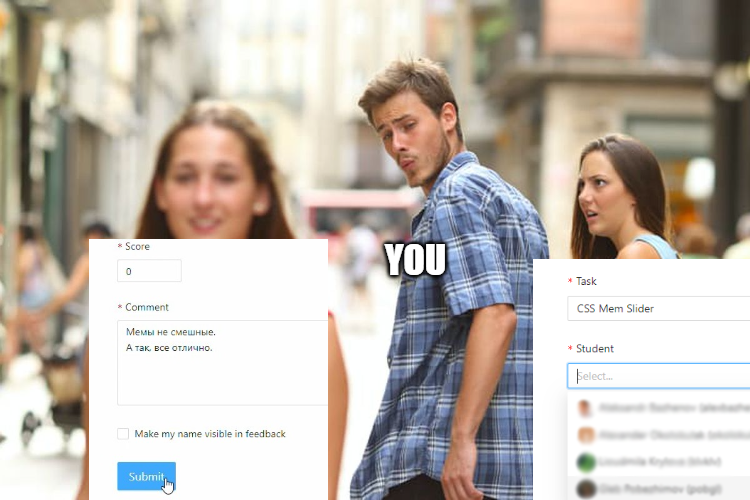 * Score
0
* Comment
Мемы не смешные.
А так, все отлично.
Make my name visible in feedback
Submit
YOU
* Task
CSS Mem Slider
* Student
Select...